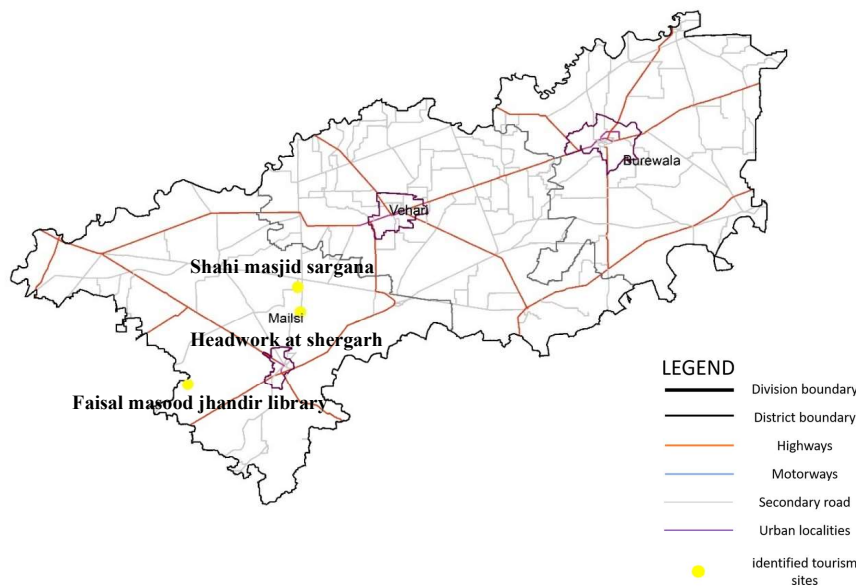 Burewala
Vehari
Shahi masjid sargana
Mailsi
Headwork at shergarh
Faisal masood jhandir library
LEGEND
Division boundary
District boundary
Highways
Motorways
Secondary road
Urban localities
identified tourism
sites